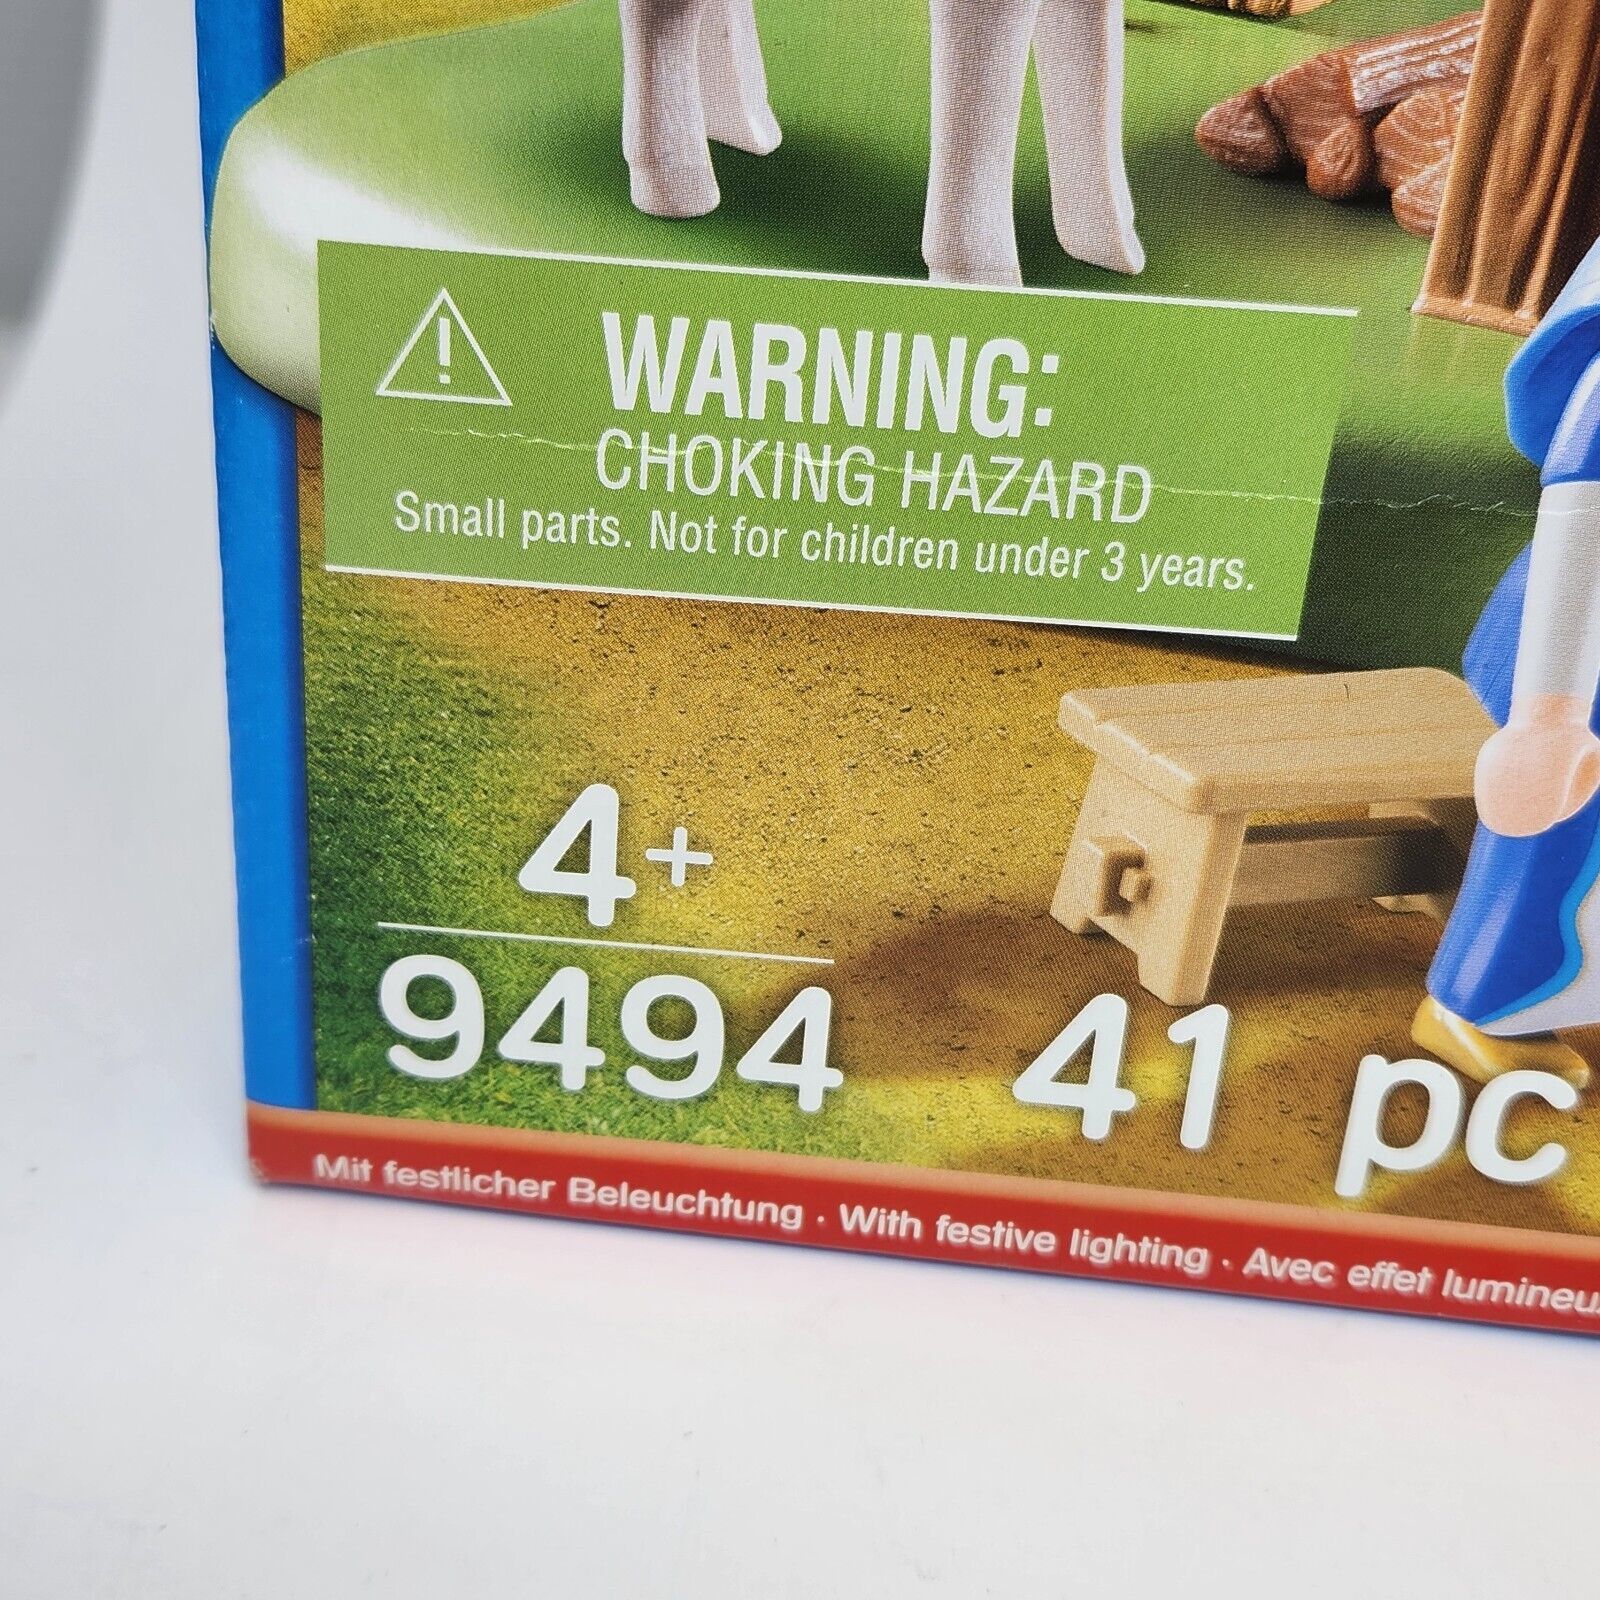 WARNING:
CHOKING HAZARD
Small parts. Not for children under 3 years.
4+
9494
41 pc
Mit festlicher Beleuchtung · With festive lighting · Avec effet